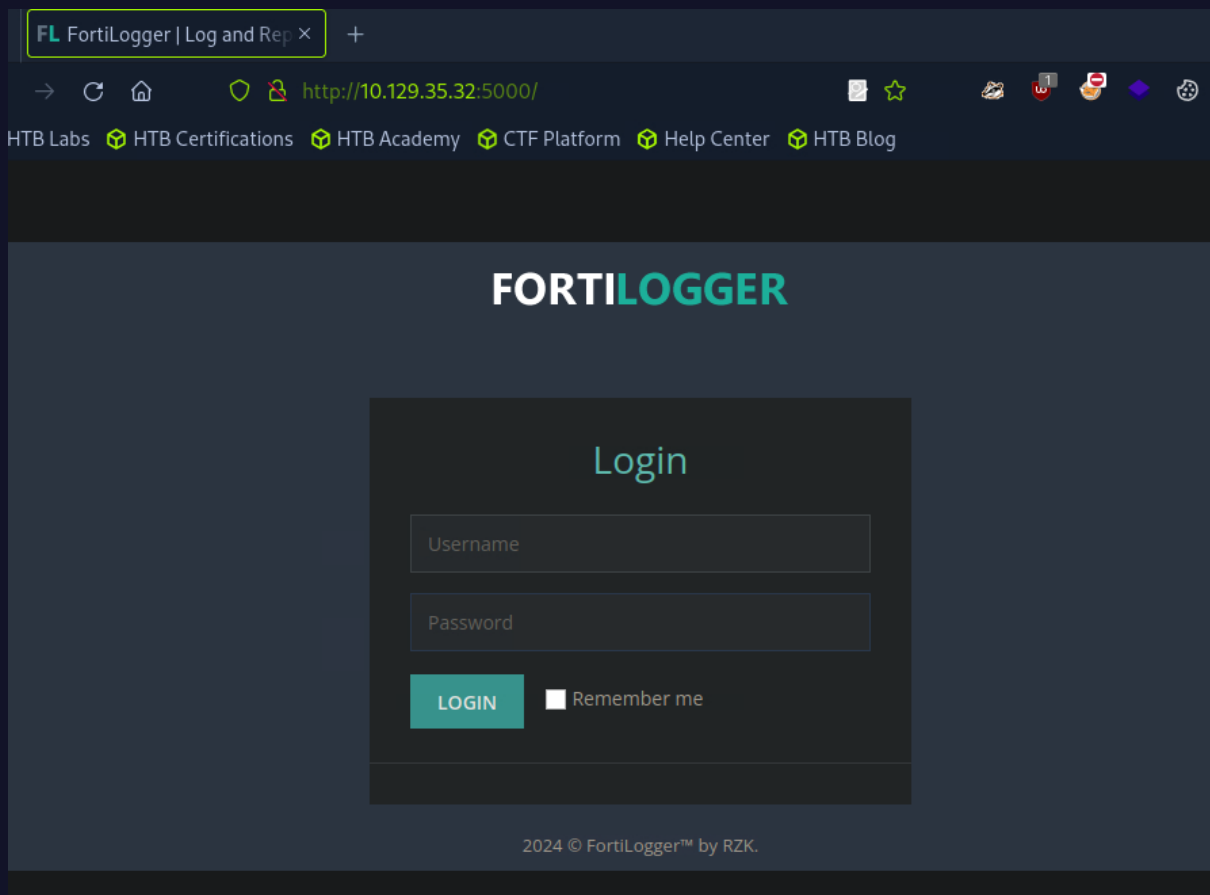 FL FortiLogger | Log and Rep
http://10.129.35.32:5000/
1
HTB Labs HTB Certifications HTB Academy CTF Platform Help Center HTB Blog
FORTILOGGER
Login
Username
Password
LOGIN Remember me
2024 © FortiLogger™ by RZK.